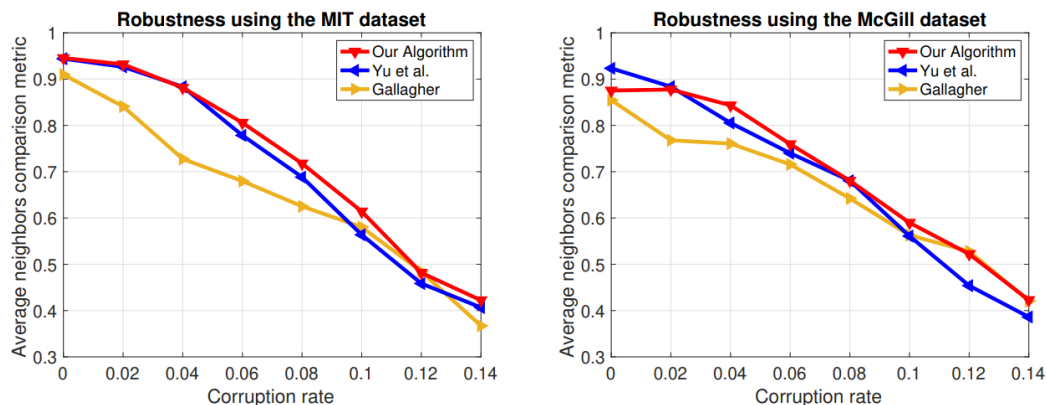 Robustness using the MIT dataset
Average neighbors comparison metric
1
0.9
0.8
0.7
0.6
0.5
0.4
0.3
0
0.02
0.04
0.06
0.08
0.1
0.12
0.14
Corruption rate
Our Algorithm
Yu et al.
Gallagher
Robustness using the McGill dataset
Average neighbors comparison metric
1
0.9
0.8
0.7
0.6
0.5
0.4
0.3
0
0.02
0.04
0.06
0.08
0.1
0.12
0.14
Corruption rate
Our Algorithm
Yu et al.
Gallagher